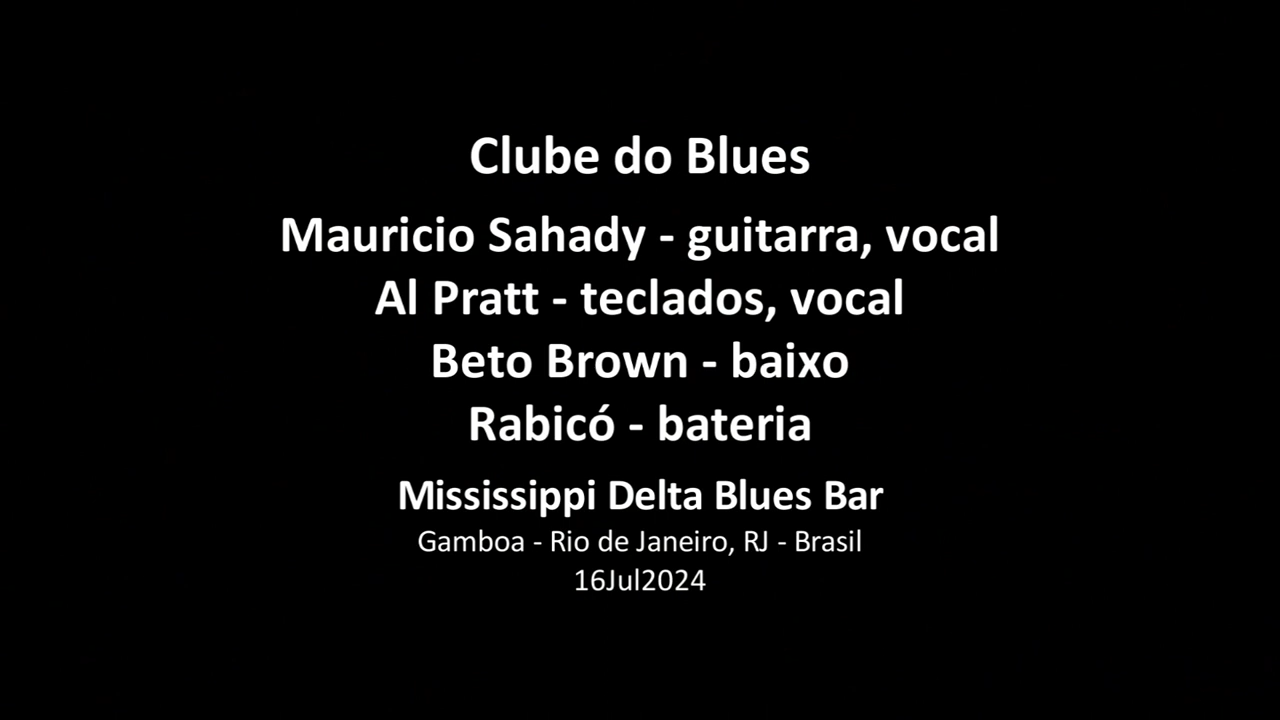 Clube do Blues
Mauricio Sahady - guitarra, vocal
Al Pratt - teclados, vocal
Beto Brown - baixo
Rabicó - bateria
Mississippi Delta Blues Bar
Gamboa - Rio de Janeiro, RJ - Brasil
16Jul2024